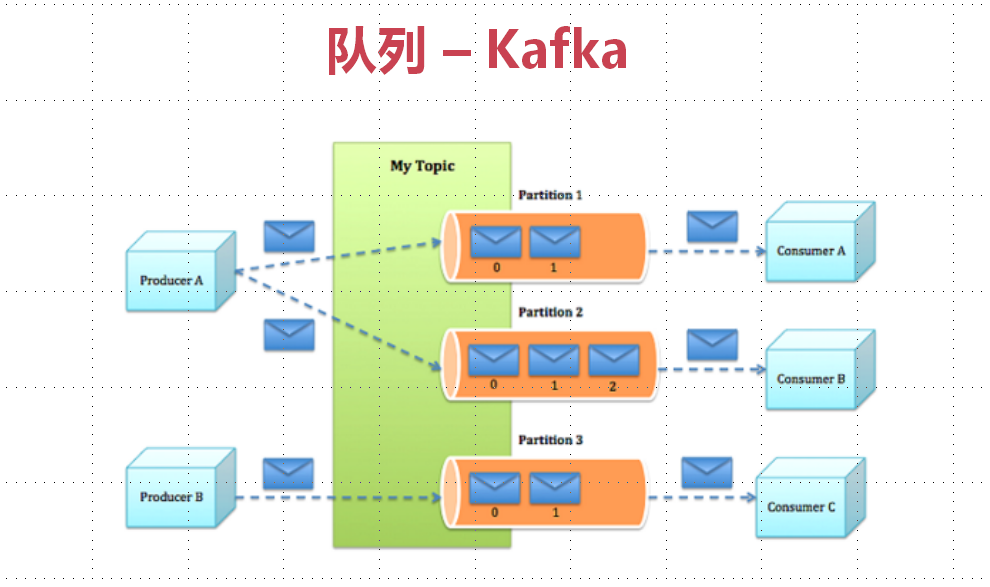 队列 – Kafka
My Topic
Partition 1
Producer A
0 1
Consumer A
Partition 2
0 1 2
Consumer B
Partition 3
Producer B
0 1
Consumer C